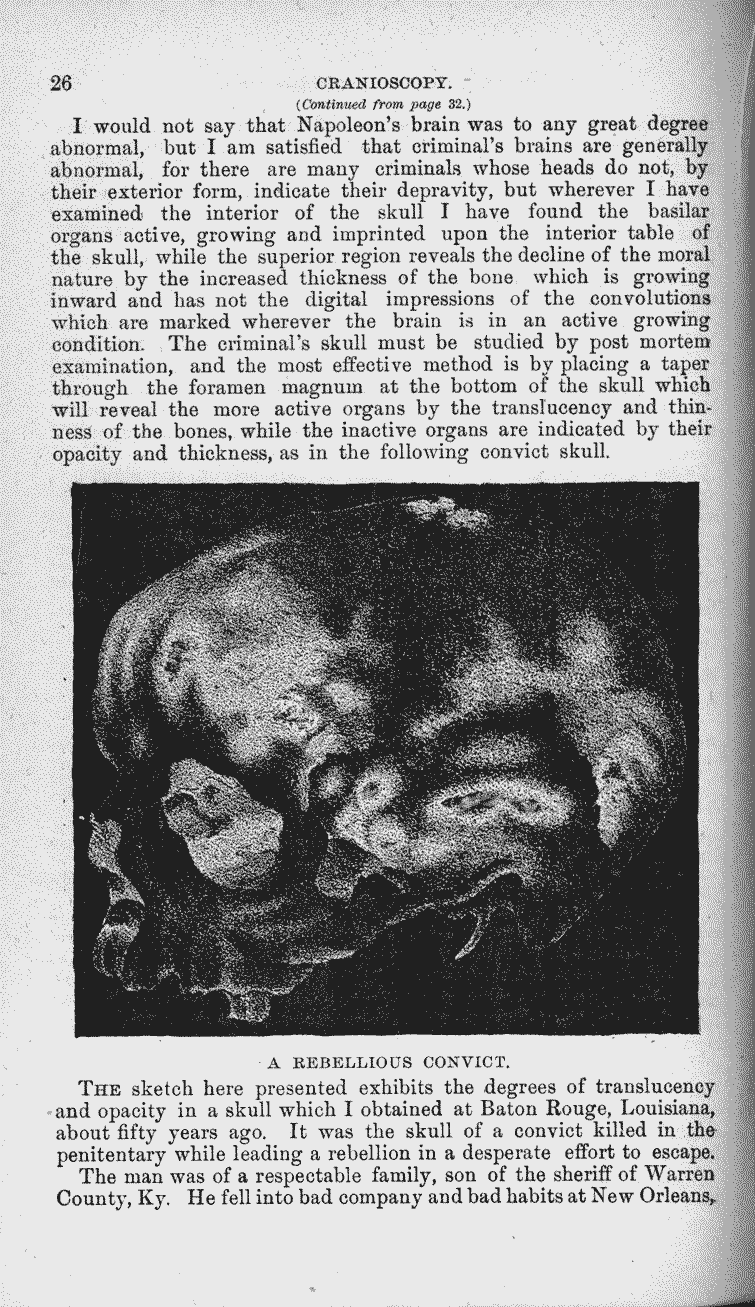 26
CRANIOSCOPY.
(Continued from page 32.)
I would not say that Napoleon's brain was to any great degree
abnormal, but I am satisfied that criminal's brains are generally
abnormal, for there are many criminals whose heads do not, by
their exterior form, indicate their depravity, but wherever I have
examined the interior of the skull I have found the basilar
organs active, growing and imprinted upon the interior table of
the skull, while the superior region reveals the decline of the moral
nature by the increased thickness of the bone which is growing
inward and has not the digital impressions of the convolutions
which are marked wherever the brain is in an active growing
condition. The criminal's skull must be studied by post mortem
examination, and the most effective method is by placing a taper
through the foramen magnum at the bottom of the skull which
will reveal the more active organs by the translucency and thin-
ness of the bones, while the inactive organs are indicated by their
opacity and thickness, as in the following convict skull.
A REBELLIOUS CONVICT.
THE sketch here presented exhibits the degrees of translucency
and opacity in a skull which I obtained at Baton Rouge, Louisiana,
about fifty years ago. It was the skull of a convict killed in the
penitentary while leading a rebellion in a desperate effort to escape.
The man was of a respectable family, son of the sheriff of Warren
County, Ky. He fell into bad company and bad habits at New Orleans,